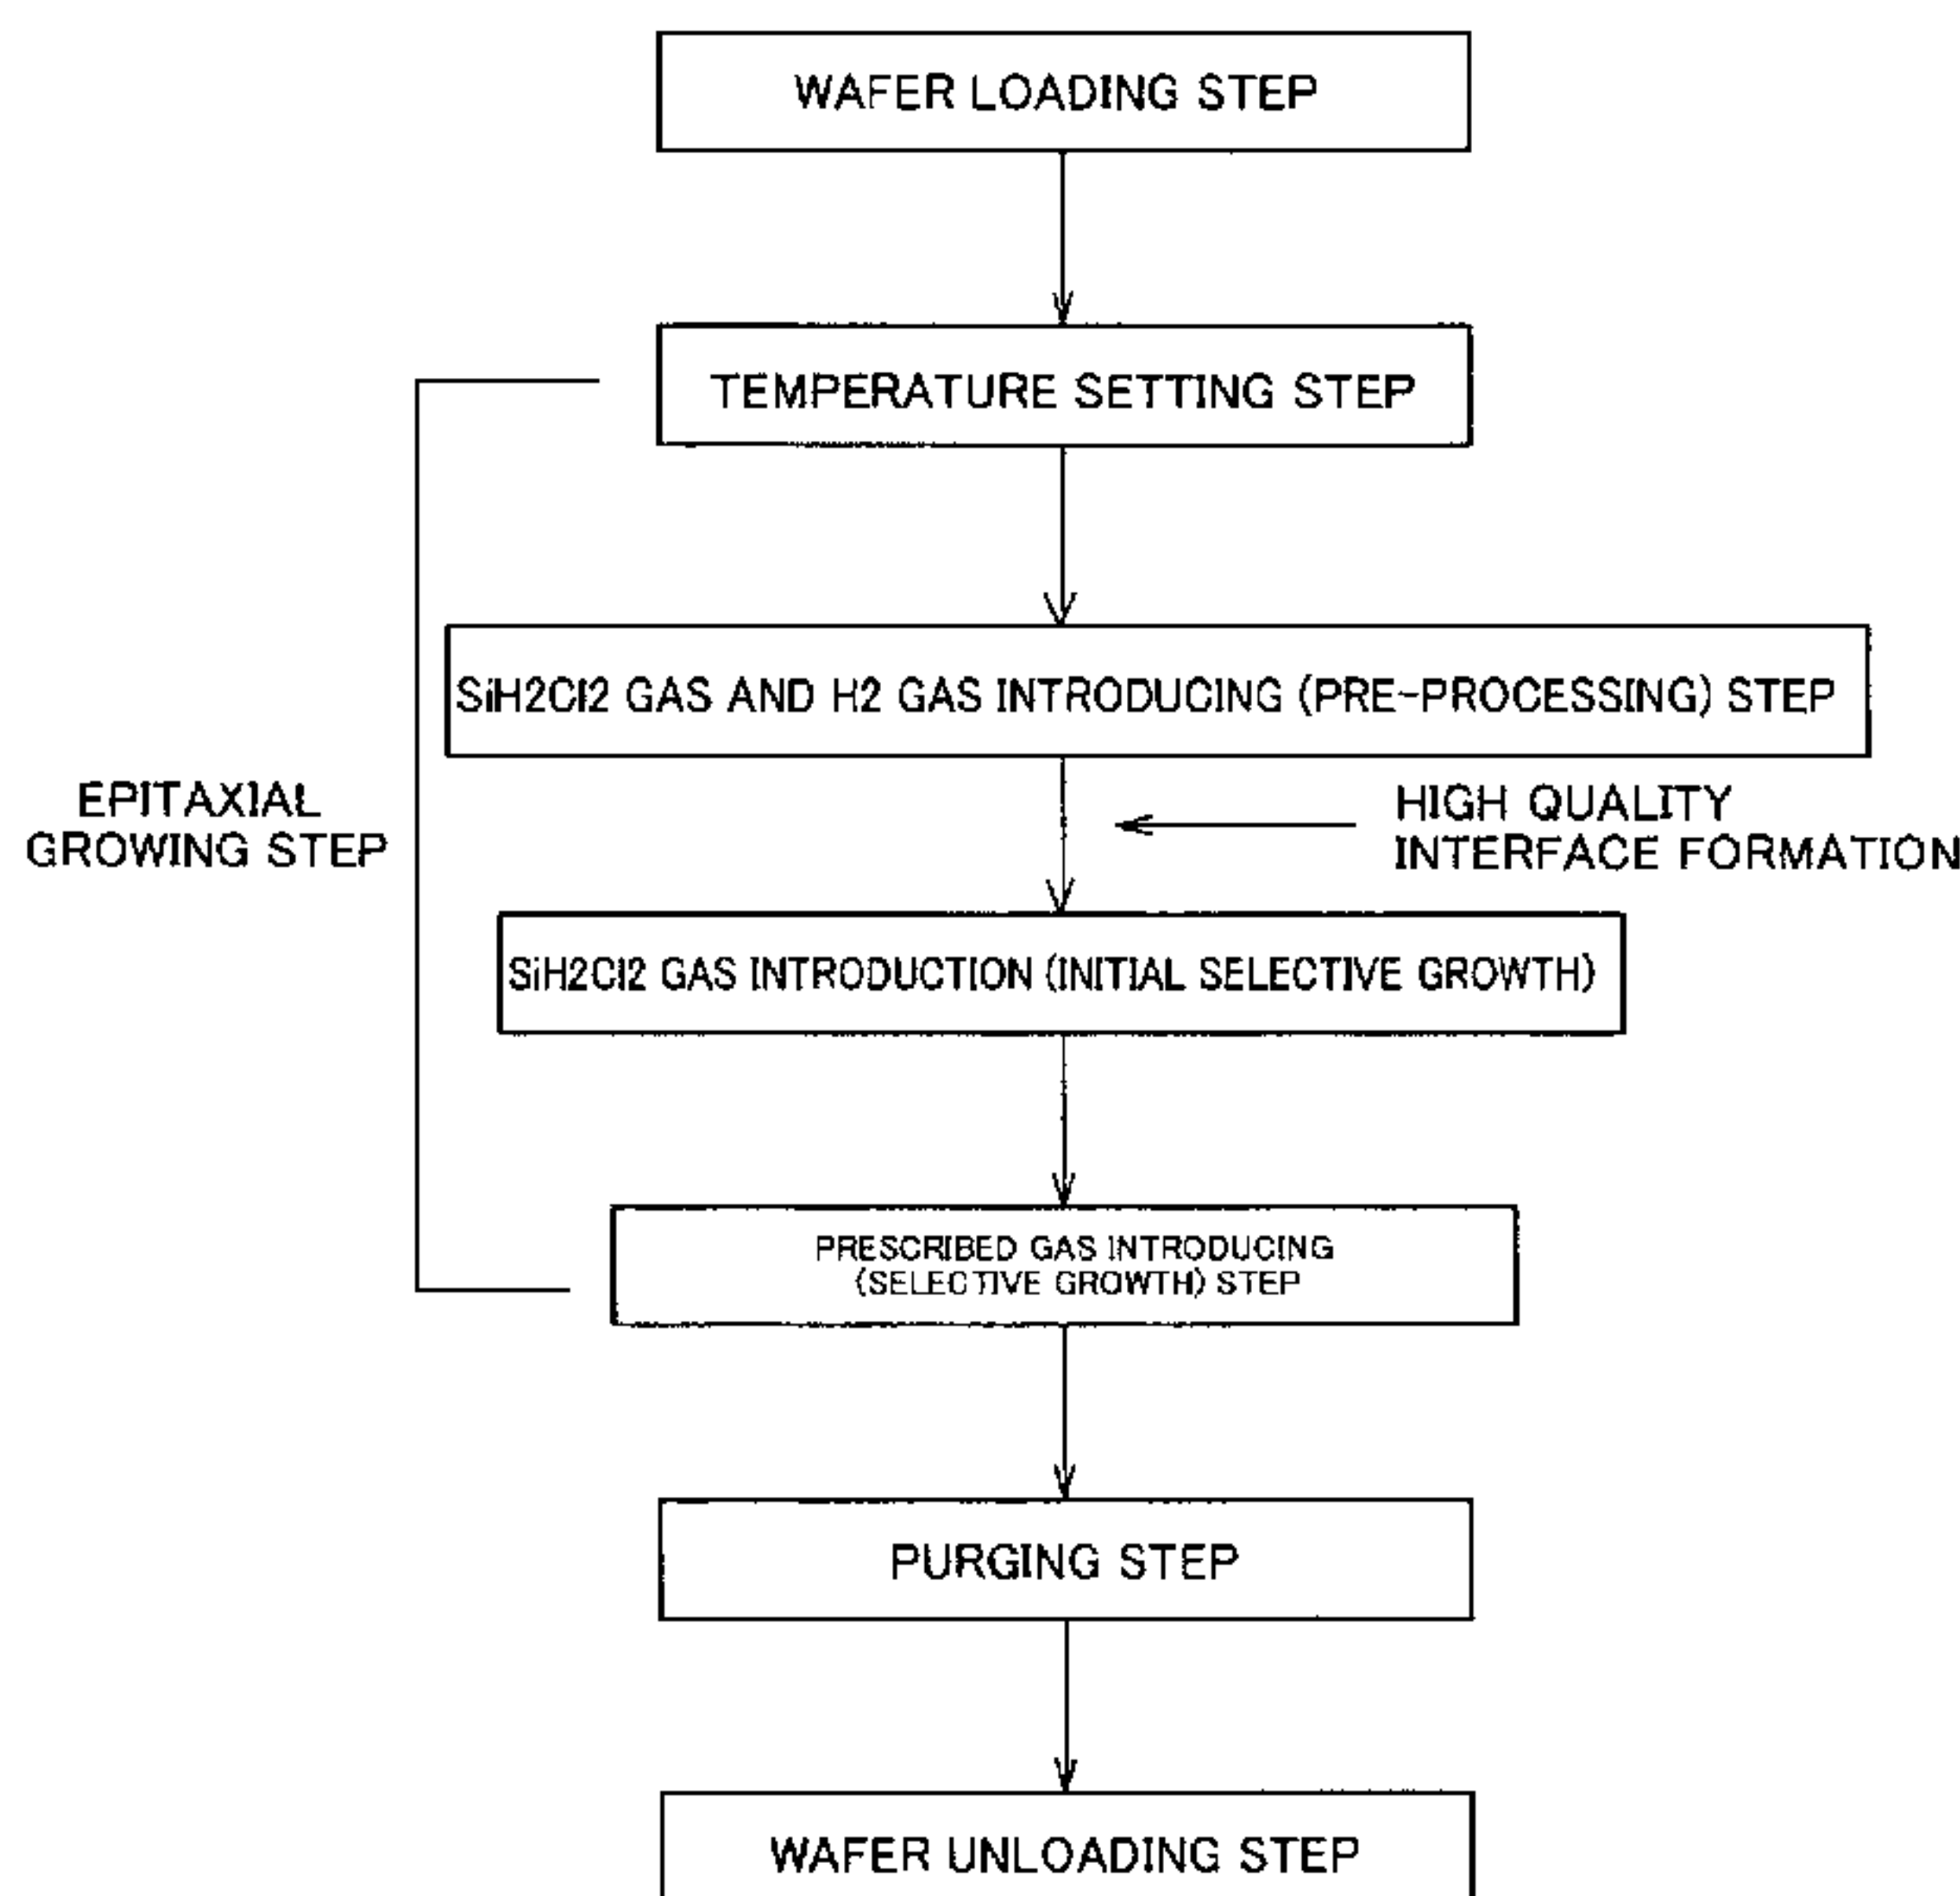 WAFER LOADING STEP
TEMPERATURE SETTING STEP
SiH2Cl2 GAS AND H2 GAS INTRODUCING (PRE-PROCESSING) STEP
EPITAXIAL
GROWING STEP
HIGH QUALITY
INTERFACE FORMATION
SiH2Cl2 GAS INTRODUCTION (INITIAL SELECTIVE GROWTH)
PRESCRIBED GAS INTRODUCING
(SELECTIVE GROWTH) STEP
PURGING STEP
WAFER UNLOADING STEP